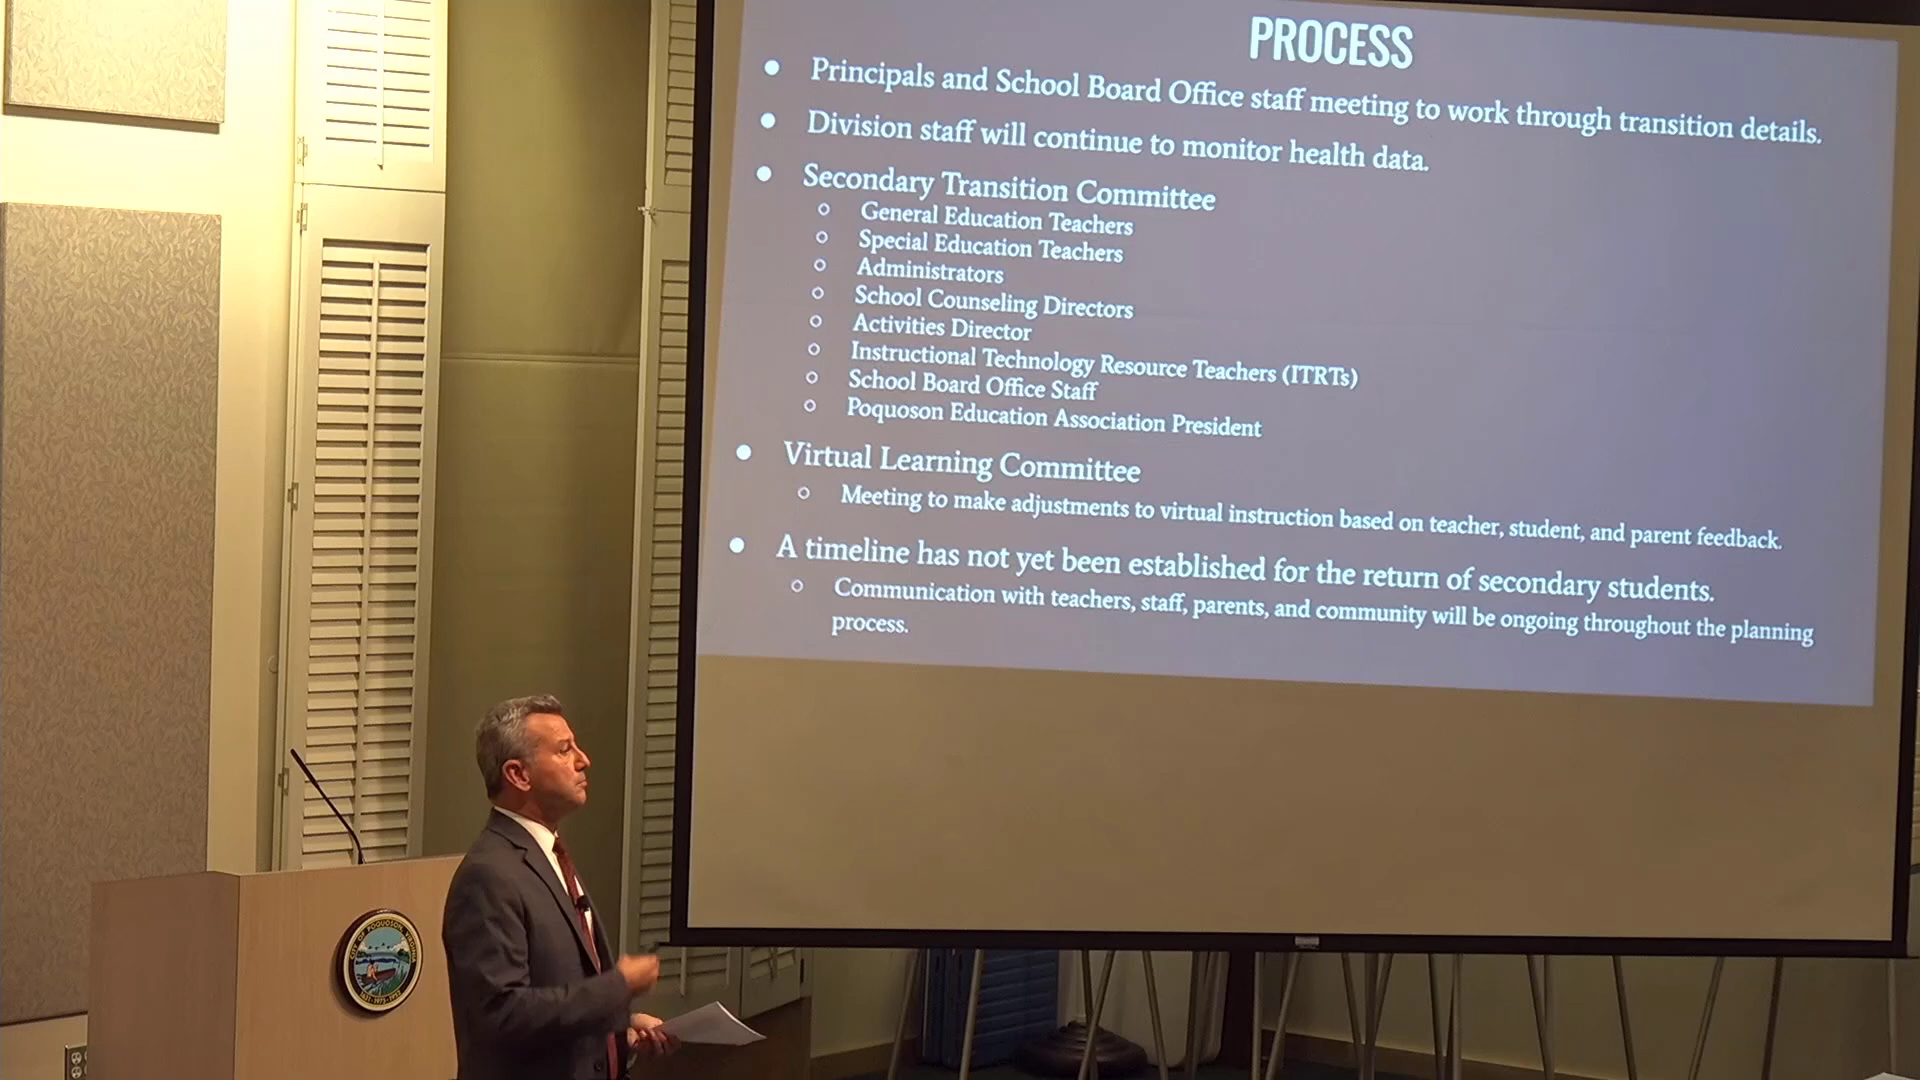 PROCESS
● Principals and School Board Office staff meeting to work through transition details.
● Division staff will continue to monitor health data.
● Secondary Transition Committee
○ General Education Teachers
○ Special Education Teachers
○ Administrators
○ School Counseling Directors
○ Activities Director
○ Instructional Technology Resource Teachers (ITRTs)
○ School Board Office Staff
○ Poquoson Education Association President
● Virtual Learning Committee
○ Meeting to make adjustments to virtual instruction based on teacher, student, and parent feedback.
● A timeline has not yet been established for the return of secondary students.
○ Communication with teachers, staff, parents, and community will be ongoing throughout the planning
process.
CITY OF POQUOSON, VIRGINIA